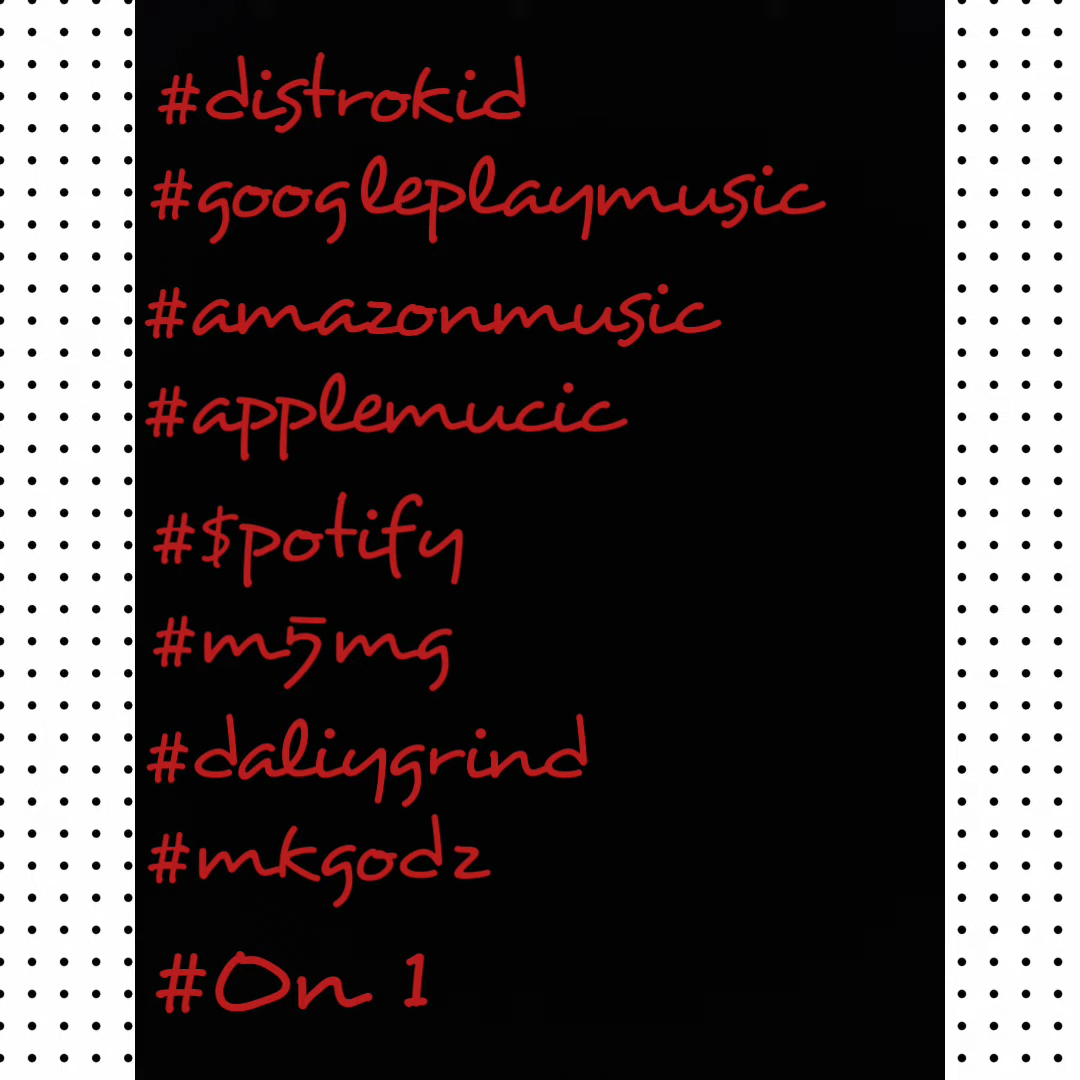 #distrokid
#googleplaymusic
#amazonmusic
#applemucic
#$potify
#m5mg
#daliygrind
#mkgodz
#On 1